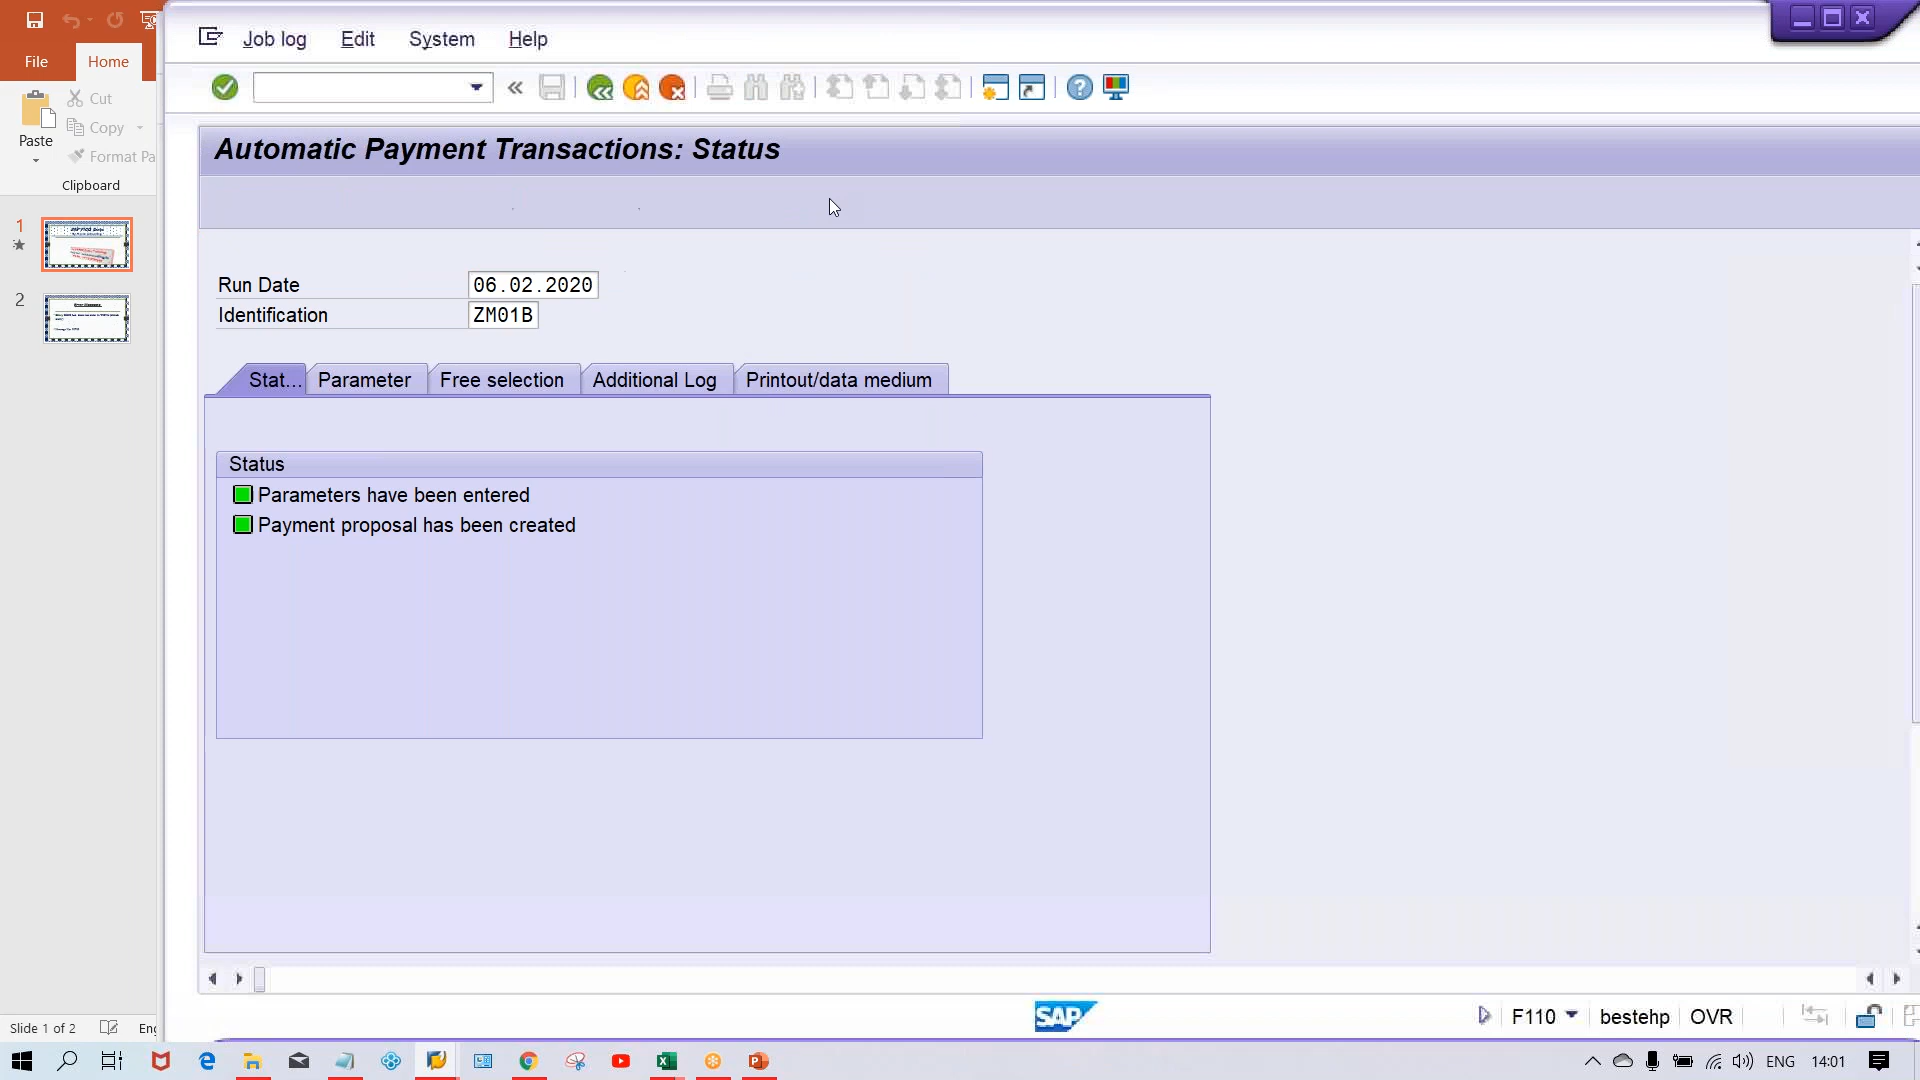 File
Home
Cut
Copy
Paste
Format Pa
Clipboard
1
2
Slide 1 of 2
Job log Edit System Help
Automatic Payment Transactions: Status
Run Date 06.02.2020
Identification ZM01B
Stat... Parameter Free selection Additional Log Printout/data medium
Status
Parameters have been entered
Payment proposal has been created
SAP
F110 bestehp OVR
ENG 14:01